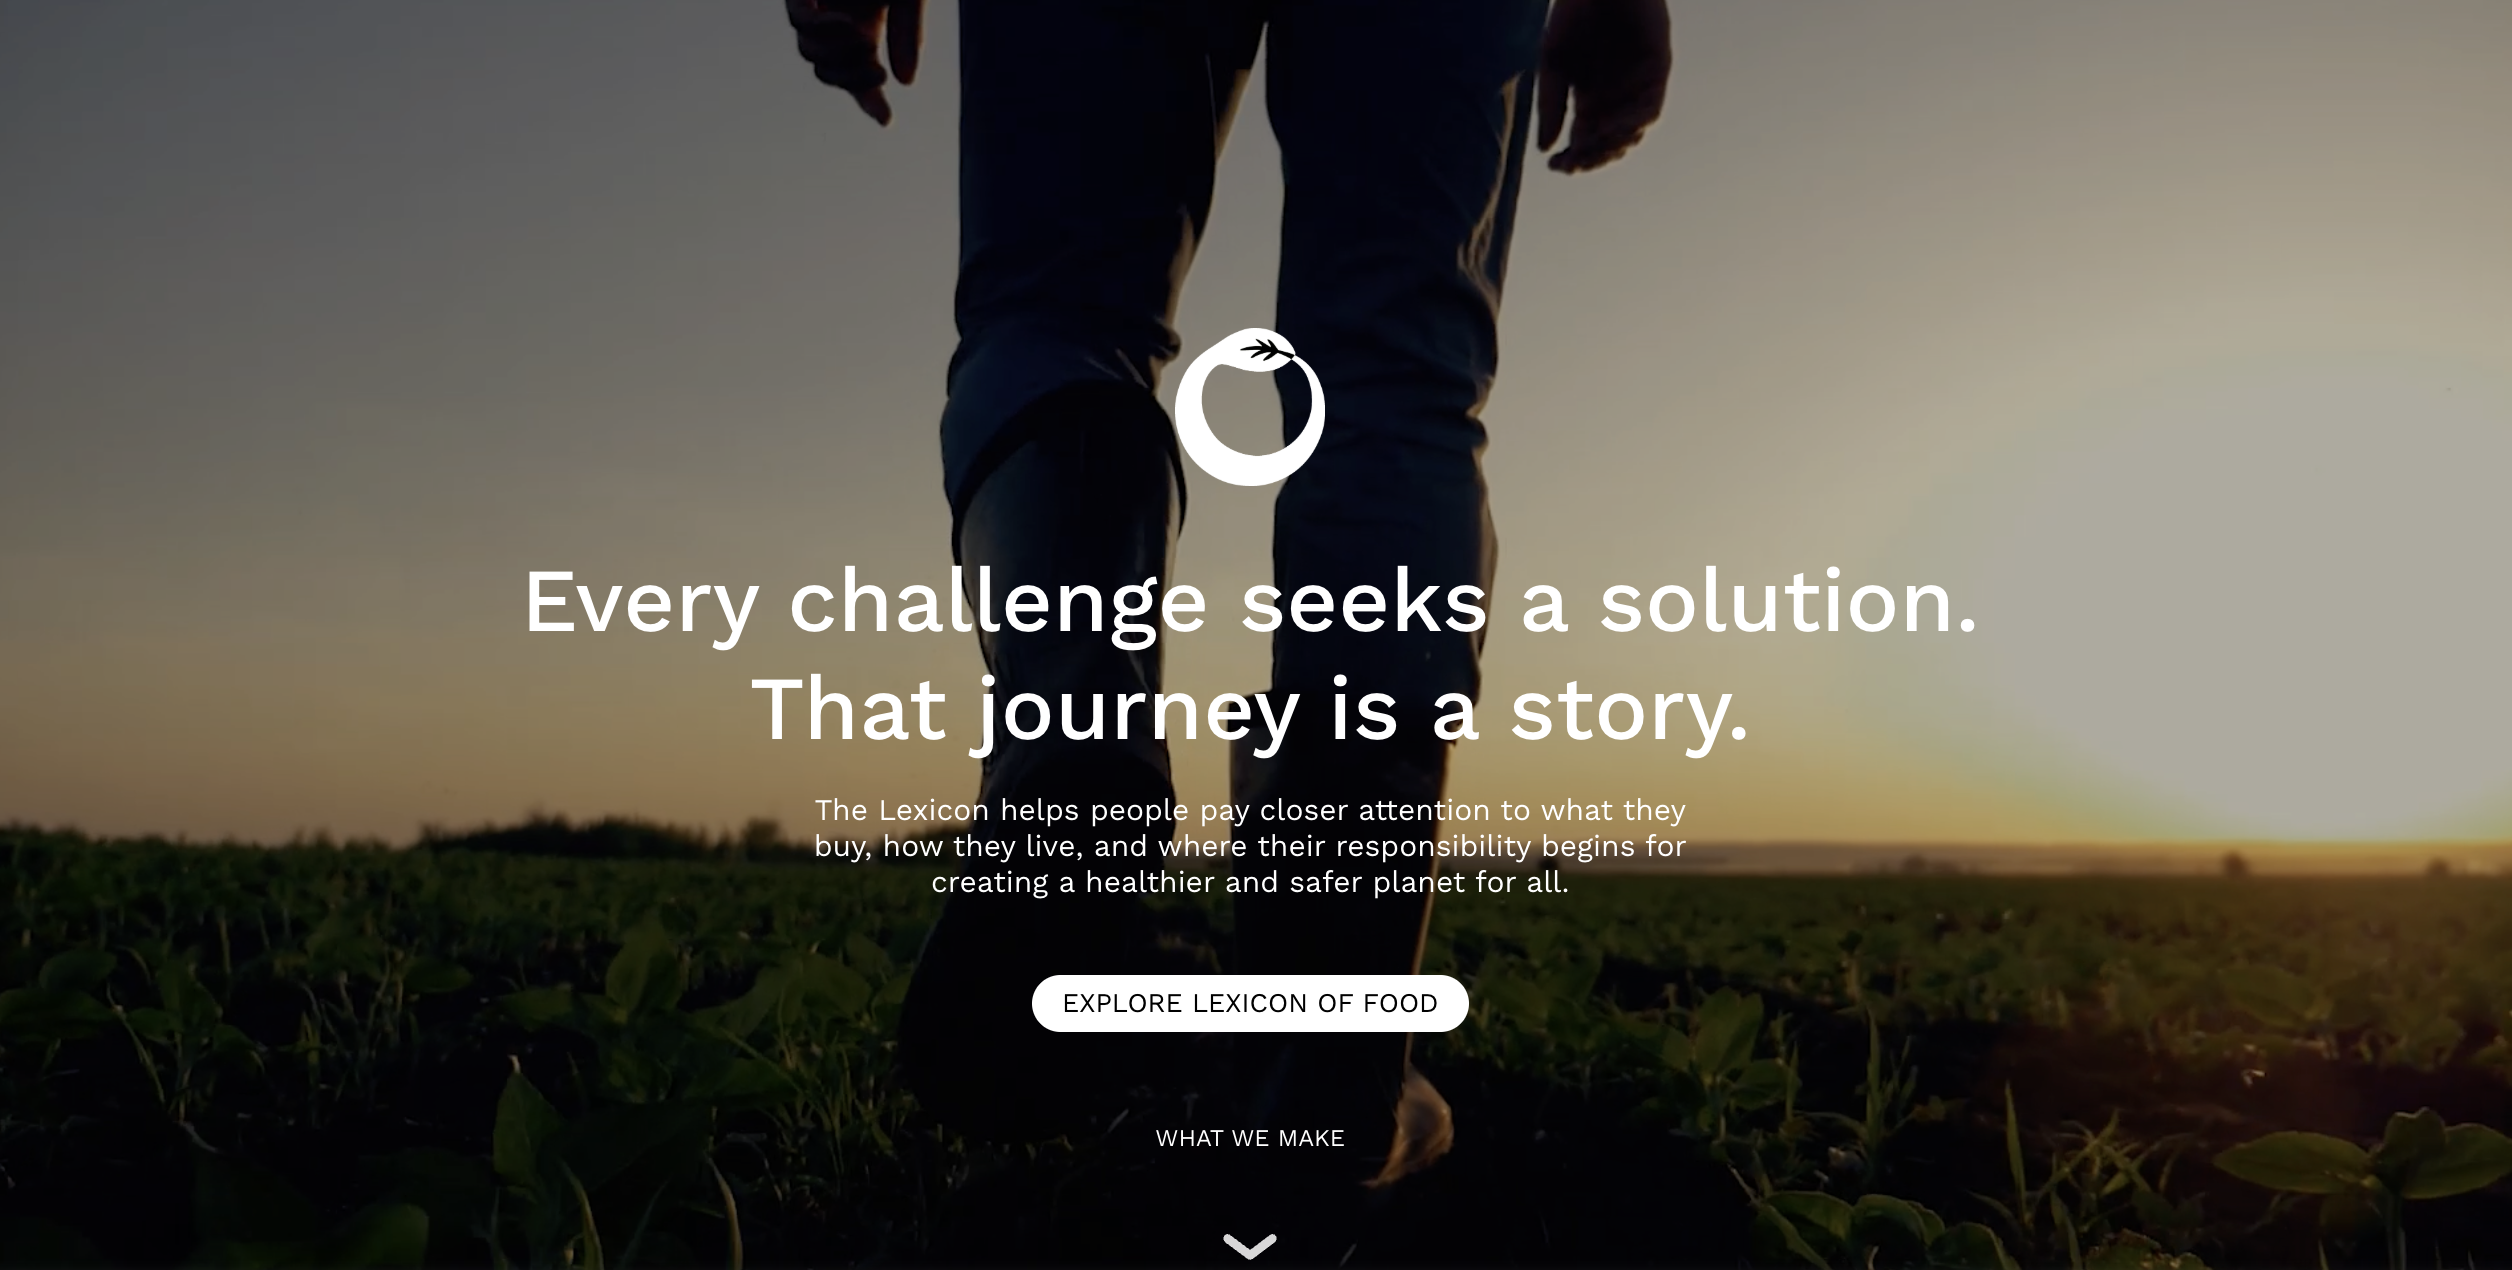 Every challenge seeks a solution.
That journey is a story.
The Lexicon helps people pay closer attention to what they
buy, how they live, and where their responsibility begins for
creating a healthier and safer planet for all.
EXPLORE LEXICON OF FOOD
WHAT WE MAKE